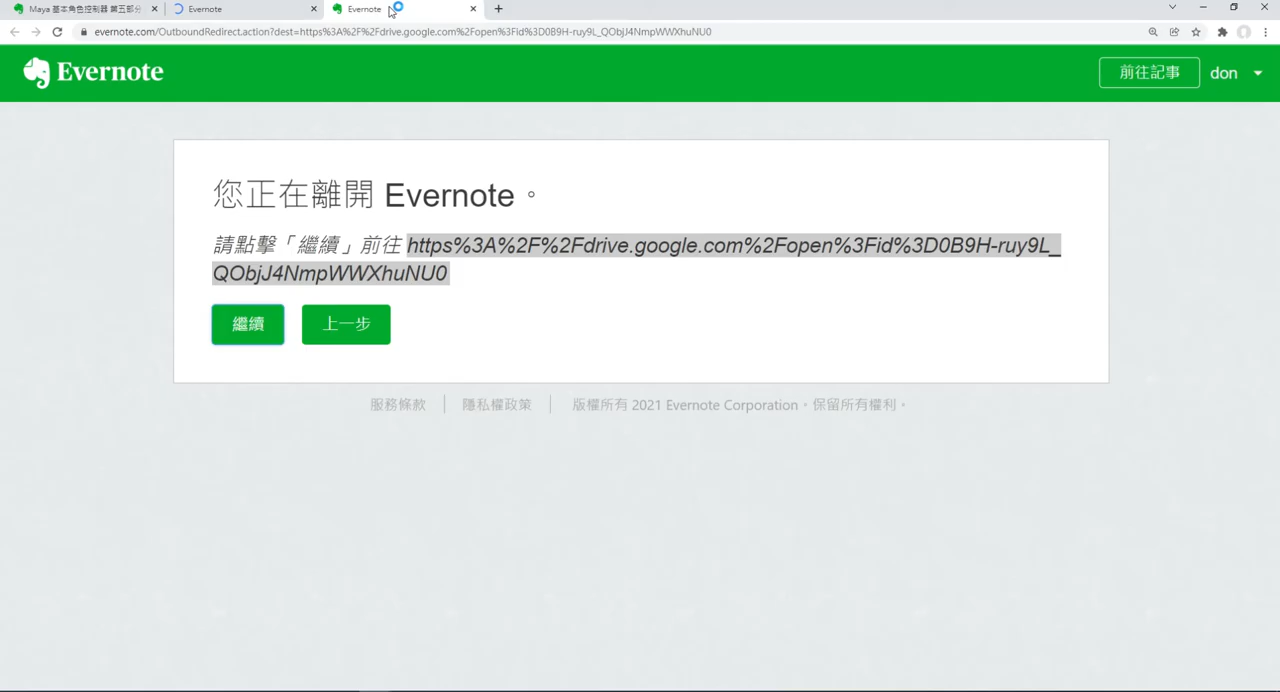 Maya 基本角色控制器 第五部分
Evernote
Evernote
evernote.com/OutboundRedirect.action?dest=https%3A%2F%2Fdrive.google.com%2Fopen%3Fid%3D0B9H-ruy9L_QObjJ4NmpWWXhuNU0
Evernote
前往記事
don
您正在離開 Evernote。
請點擊「繼續」前往 https%3A%2F%2Fdrive.google.com%2Fopen%3Fid%3D0B9H-ruy9L_
QObjJ4NmpWWXhuNU0
繼續
上一步
服務條款
隱私權政策
版權所有 2021 Evernote Corporation。保留所有權利。